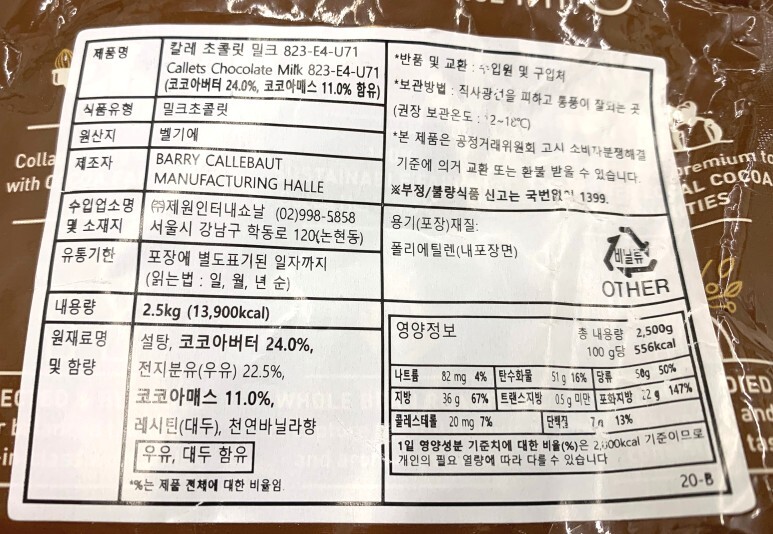 제품명
칼레 초콜릿 밀크 823-E4-U71
Callets Chocolate Milk 823-E4-U71
(코코아버터 24.0%, 코코아매스 11.0% 함유)
식품유형
밀크초콜릿
원산지
벨기에
제조자
BARRY CALLEBAUT
MANUFACTURING HALLE
수입업소명
및 소재지
㈜제원인터내쇼날 (02)998-5858
서울시 강남구 학동로 120(논현동)
유통기한
포장에 별도표기된 일자까지
(읽는법 : 일, 월, 년 순)
내용량
2.5kg (13,900kcal)
원재료명
및 함량
설탕, 코코아버터 24.0%,
전지분유(우유) 22.5%,
코코아매스 11.0%,
레시틴(대두), 천연바닐라향
우유, 대두 함유
*%는 제품 전체에 대한 비율임
*반품 및 교환 : 수입원 및 구입처
*보관방법 : 직사광선을 피하고 통풍이 잘되는 곳
(권장 보관온도 : 12~18℃)
*본 제품은 공정거래위원회 고시 소비자분쟁해결
기준에 의거 교환 또는 환불 받을 수 있습니다.
※부정/불량식품 신고는 국번없이 1399.
용기(포장)재질:
폴리에틸렌(내포장면)
비닐류
OTHER
영양정보
총 내용량 2,500g
100 g당 556kcal
나트륨 82 mg 4% 탄수화물 51 g 16% 당류 50g 50%
지방 36 g 67% 트랜스지방 0.5 g 미만 포화지방 22 g 147%
콜레스테롤 20 mg 7% 단백질 7 g 13%
1일 영양성분 기준치에 대한 비율(%)은 2,000kcal 기준이므로
개인의 필요 열량에 따라 다를 수 있습니다
20-B
Colla
with C
premium to
AL COCOA
TIES
WHOLE B
and